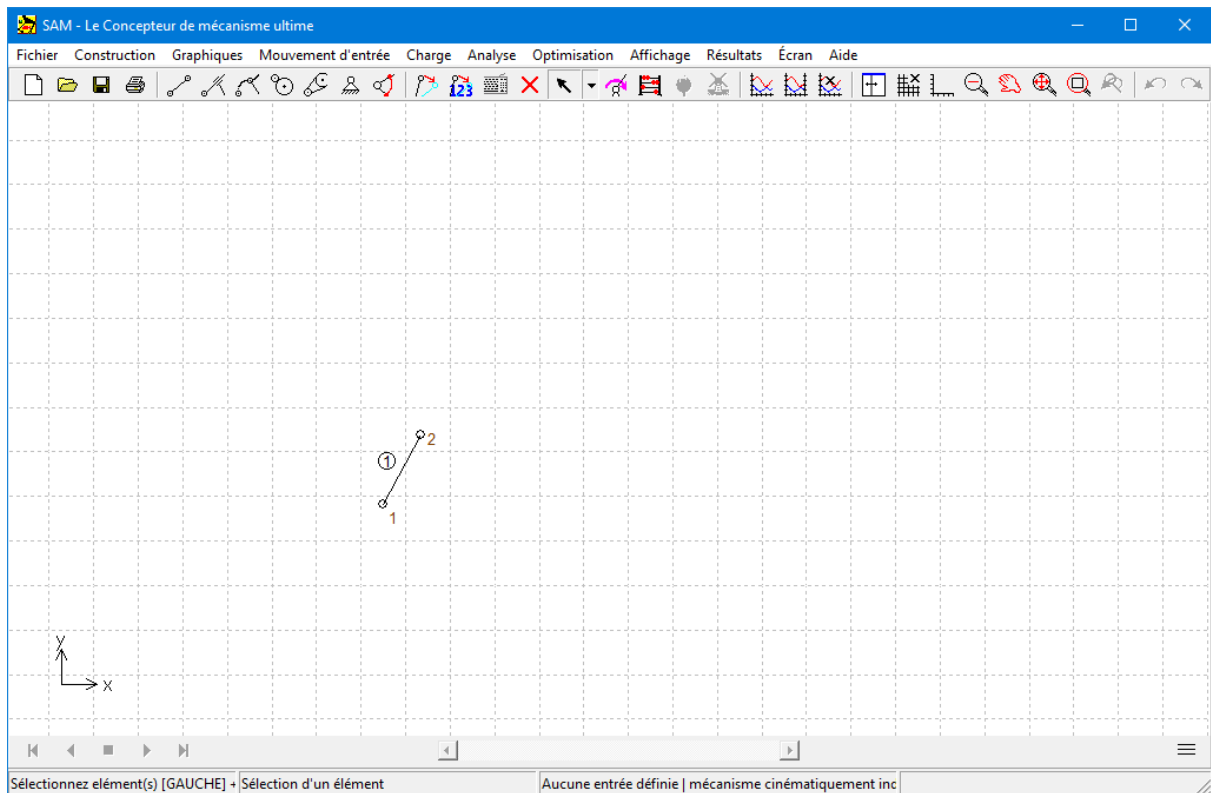 SAM - Le Concepteur de mécanisme ultime
Fichier Construction Graphiques Mouvement d'entrée Charge Analyse Optimisation Affichage Résultats Écran Aide
123
2
1
1
y
x
Sélectionnez elément(s) [GAUCHE] + Sélection d'un élément Aucune entrée définie | mécanisme cinématiquement inc